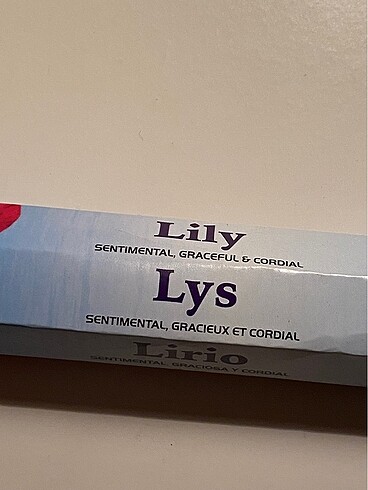 Lily
SENTIMENTAL, GRACEFUL & CORDIAL
Lys
SENTIMENTAL, GRACIEUX ET CORDIAL
Lirio
SENTIMENTAL, GRACIOSA Y CORDIAL